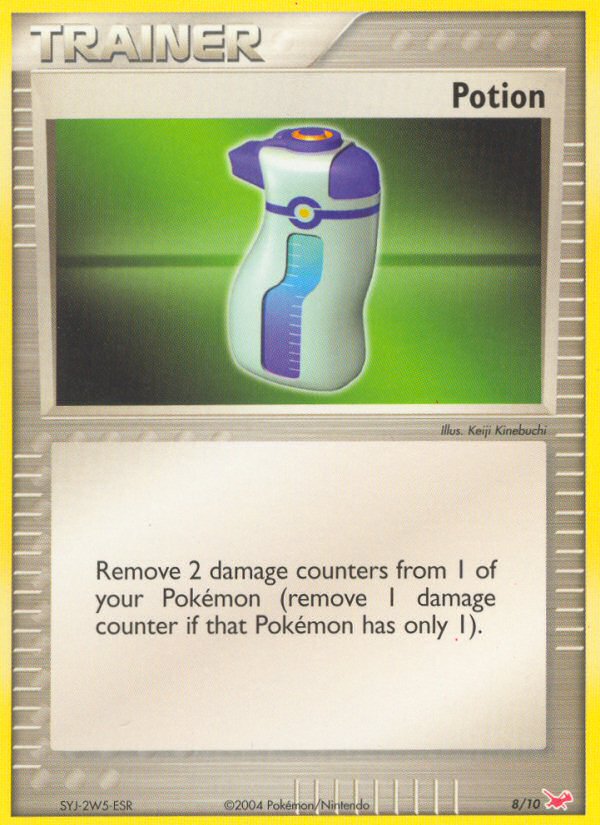 TRAINER
Potion
Illus. Keiji Kinebuchi
Remove 2 damage counters from 1 of
your Pokémon (remove 1 damage
counter if that Pokémon has only 1).
SYJ-2W5-ESR ©2004 Pokémon/Nintendo 8/10